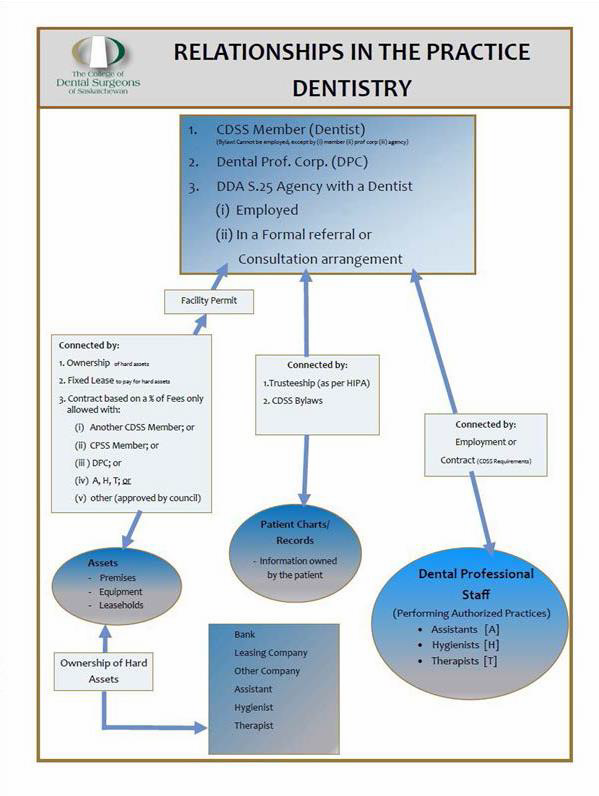 The College of
Dental Surgeons
of Saskatchewan
RELATIONSHIPS IN THE PRACTICE
DENTISTRY
1. CDSS Member (Dentist)
(Bylaw! Cannot be employed, except by (i) member (ii) prof corp (iii) agency)
2. Dental Prof. Corp. (DPC)
3. DDA S.25 Agency with a Dentist
(i) Employed
(ii) In a Formal referral or
Consultation arrangement
Facility Permit
Connected by:
1. Ownership of hard assets
2. Fixed Lease to pay for hard assets
3. Contract based on a % of Fees only
allowed with:
(i) Another CDSS Member; or
(ii) CPSS Member; or
(iii ) DPC; or
(iv) A, H, T; or
(v) other (approved by council)
Connected by:
1.Trusteeship (as per HIPA)
2. CDSS Bylaws
Connected by:
Employment or
Contract (CDSS Requirements)
Assets
- Premises
- Equipment
- Leaseholds
Patient Charts/
Records
- Information owned
by the patient
Dental Professional
Staff
(Performing Authorized Practices)
• Assistants [A]
• Hygienists [H]
• Therapists [T]
Ownership of Hard
Assets
Bank
Leasing Company
Other Company
Assistant
Hygienist
Therapist